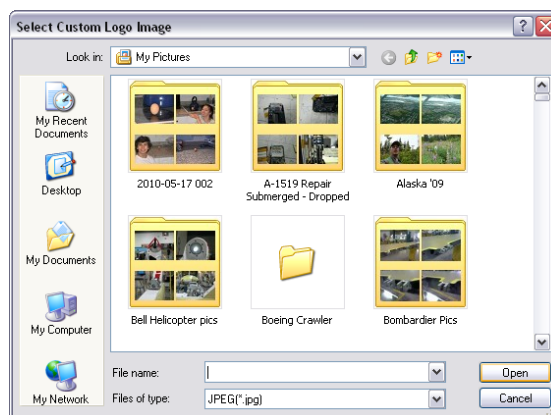 Select Custom Logo Image
Look in:
My Pictures
My Recent
Documents
Desktop
My Documents
My Computer
My Network
2010-05-17 002
A-1519 Repair
Submerged - Dropped
Alaska '09
Bell Helicopter pics
Boeing Crawler
Bombardier Pics
File name:
Open
Files of type:
JPEG(*.jpg)
Cancel